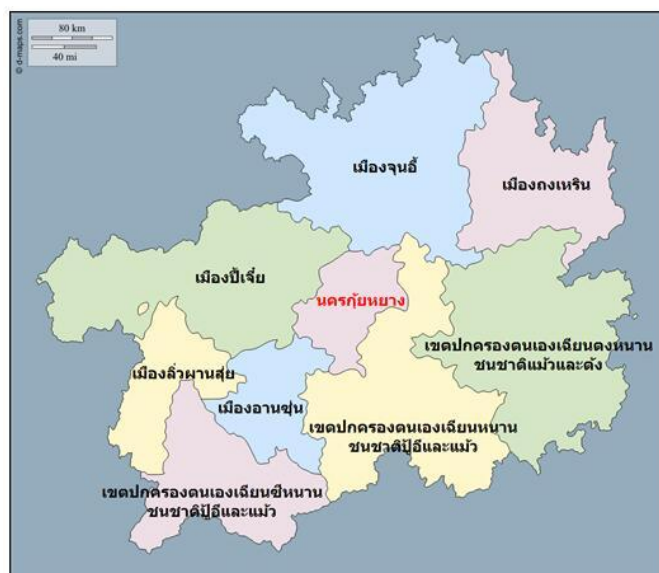 80 km
40 mi
© d-maps.com
เมืองจุนอี้
เมืองถงเหริน
เมืองปี้เจี๋ย
นครกุ้ยหยาง
เขตปกครองตนเองเฉียนตงหนาน
ชนชาติแม้วและต้ง
เมืองลิ่วผานสุ่ย
เมืองอานซุ่น
เขตปกครองตนเองเฉียนหนาน
ชนชาติปู้อีและแม้ว
เขตปกครองตนเองเฉียนซีหนาน
ชนชาติปู้อีและแม้ว